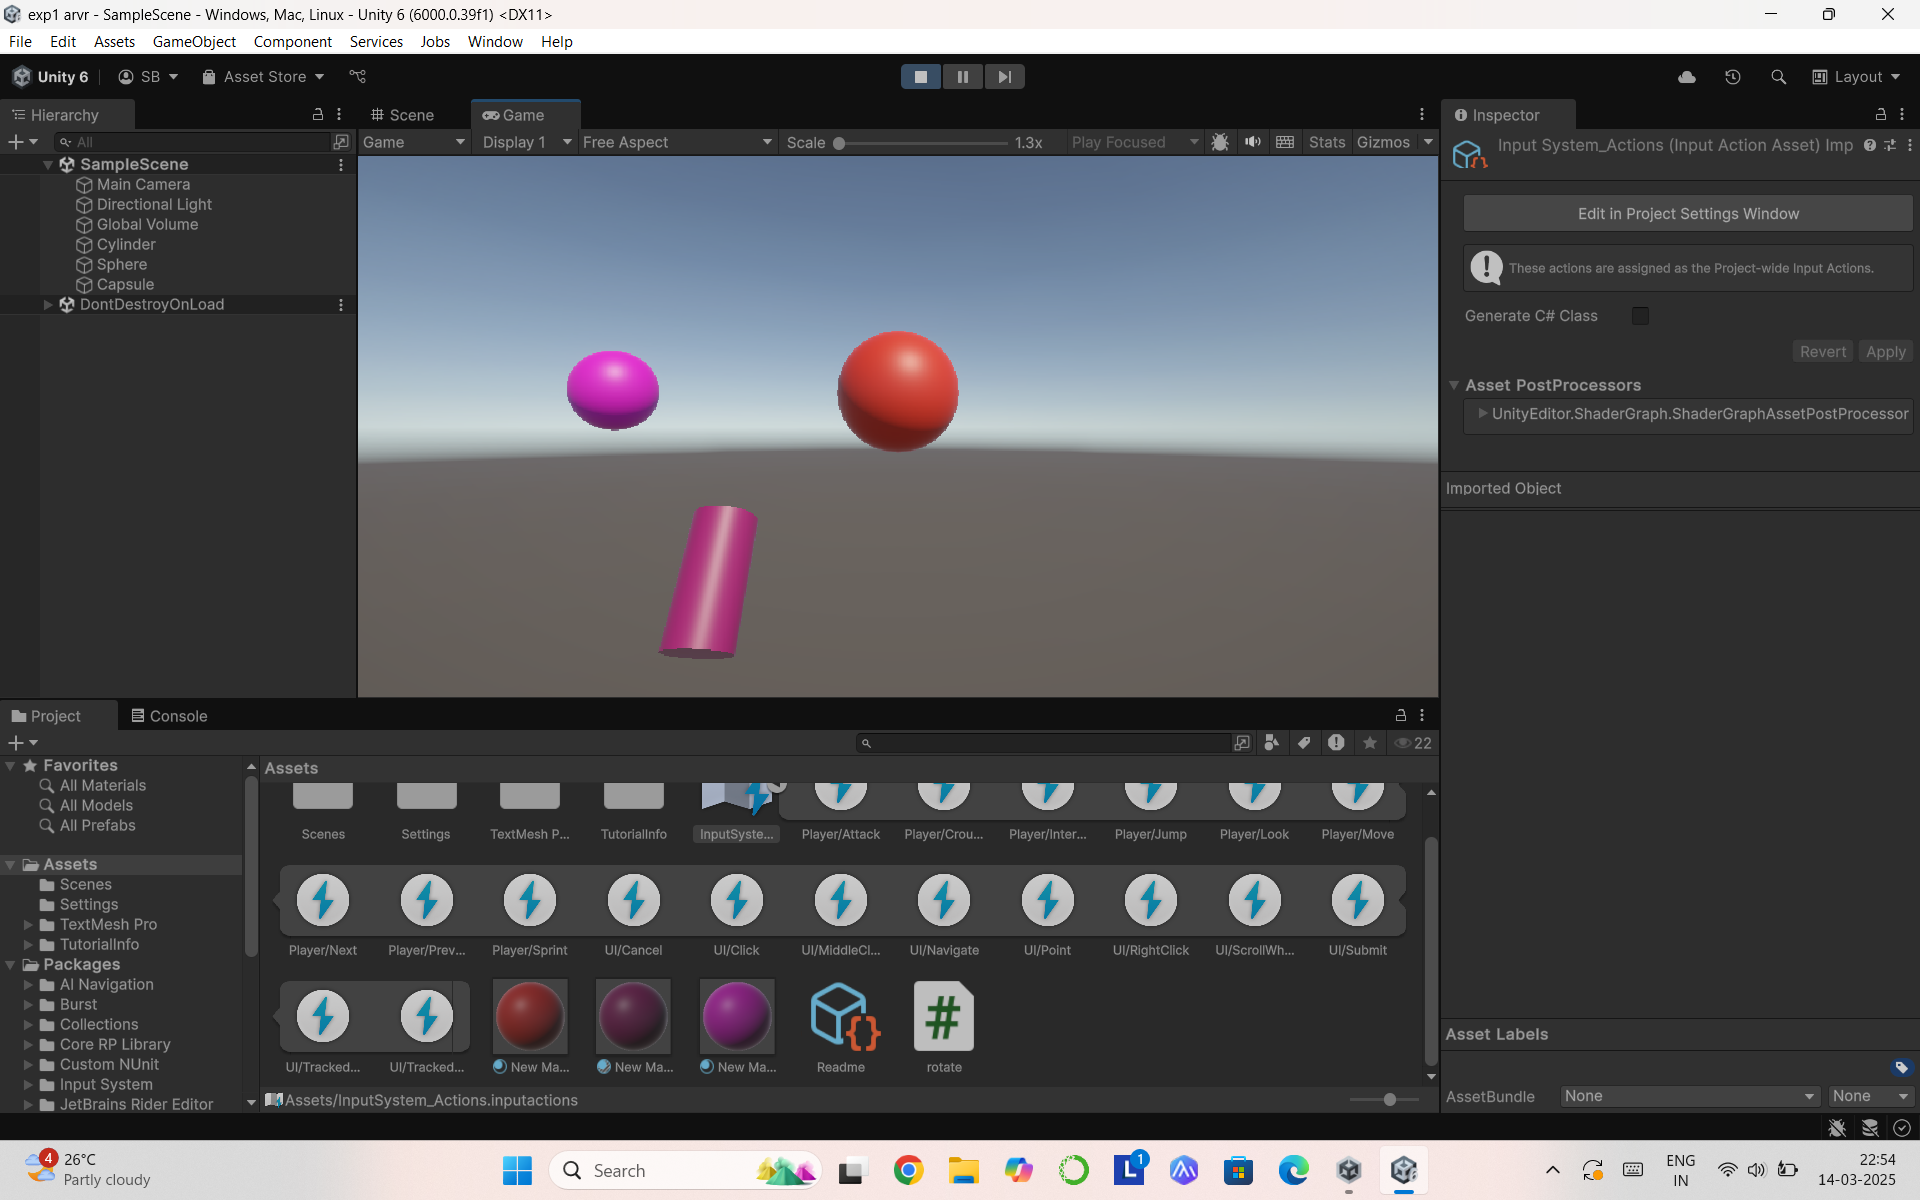 exp1 arvr - SampleScene - Windows, Mac, Linux - Unity 6 (6000.0.39f1) <DX11>
File Edit Assets GameObject Component Services Jobs Window Help
Unity 6 SB Asset Store Layout
Hierarchy
All
SampleScene
Main Camera
Directional Light
Global Volume
Cylinder
Sphere
Capsule
DontDestroyOnLoad
Scene Game
Game Display 1 Free Aspect Scale 1.3x Play Focused Stats Gizmos
Inspector
Input System_Actions (Input Action Asset) Imp
Edit in Project Settings Window
These actions are assigned as the Project-wide Input Actions.
Generate C# Class
Revert Apply
Asset PostProcessors
UnityEditor.ShaderGraph.ShaderGraphAssetPostProcessor
Imported Object
Asset Labels
AssetBundle None None
Project Console
22
Favorites
All Materials
All Models
All Prefabs
Assets
Scenes
Settings
TextMesh Pro
TutorialInfo
Packages
AI Navigation
Burst
Collections
Core RP Library
Custom NUnit
Input System
JetBrains Rider Editor
Assets
Scenes Settings TextMesh P... TutorialInfo InputSyste... Player/Attack Player/Crou... Player/Inter... Player/Jump Player/Look Player/Move
Player/Next Player/Prev... Player/Sprint UI/Cancel UI/Click UI/MiddleCl... UI/Navigate UI/Point UI/RightClick UI/ScrollWh... UI/Submit
UI/Tracked... UI/Tracked... New Ma... New Ma... New Ma... Readme rotate
Assets/InputSystem_Actions.inputactions
4
26°C
Partly cloudy
Search
1
ENG
IN
22:54
14-03-2025